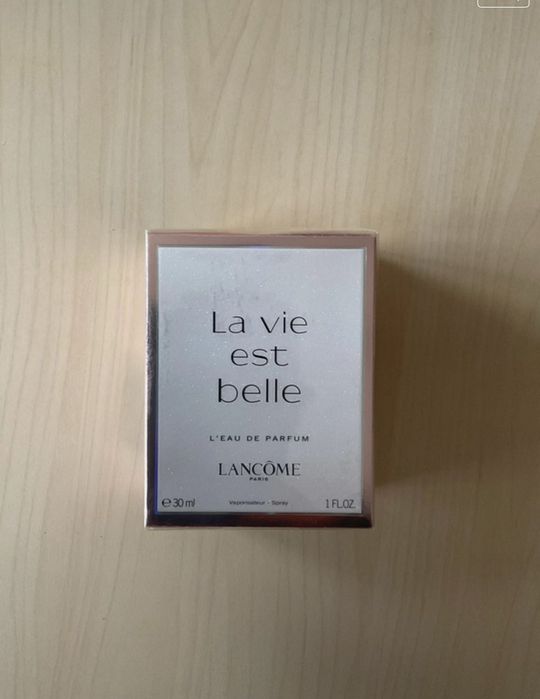 La vie
est
belle
L'EAU DE PARFUM
LANCÔME
PARIS
℮ 30 ml Vaporisateur - Spray 1 FL.OZ.